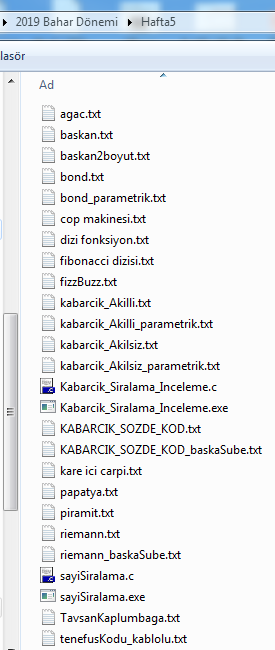 2019 Bahar Dönemi Hafta5
lasör
Ad
agac.txt
baskan.txt
baskan2boyut.txt
bond.txt
bond_parametrik.txt
cop makinesi.txt
dizi fonksiyon.txt
fibonacci dizisi.txt
fizzBuzz.txt
kabarcik_Akilli.txt
kabarcik_Akilli_parametrik.txt
kabarcik_Akilsiz.txt
kabarcik_Akilsiz_parametrik.txt
Kabarcik_Siralama_Inceleme.c
Kabarcik_Siralama_Inceleme.exe
KABARCIK_SOZDE_KOD.txt
KABARCIK_SOZDE_KOD_baskaSube.txt
kare ici carpi.txt
papatya.txt
piramit.txt
riemann.txt
riemann_baskaSube.txt
sayiSiralama.c
sayiSiralama.exe
TavsanKaplumbaga.txt
tenefusKodu_kablolu.txt